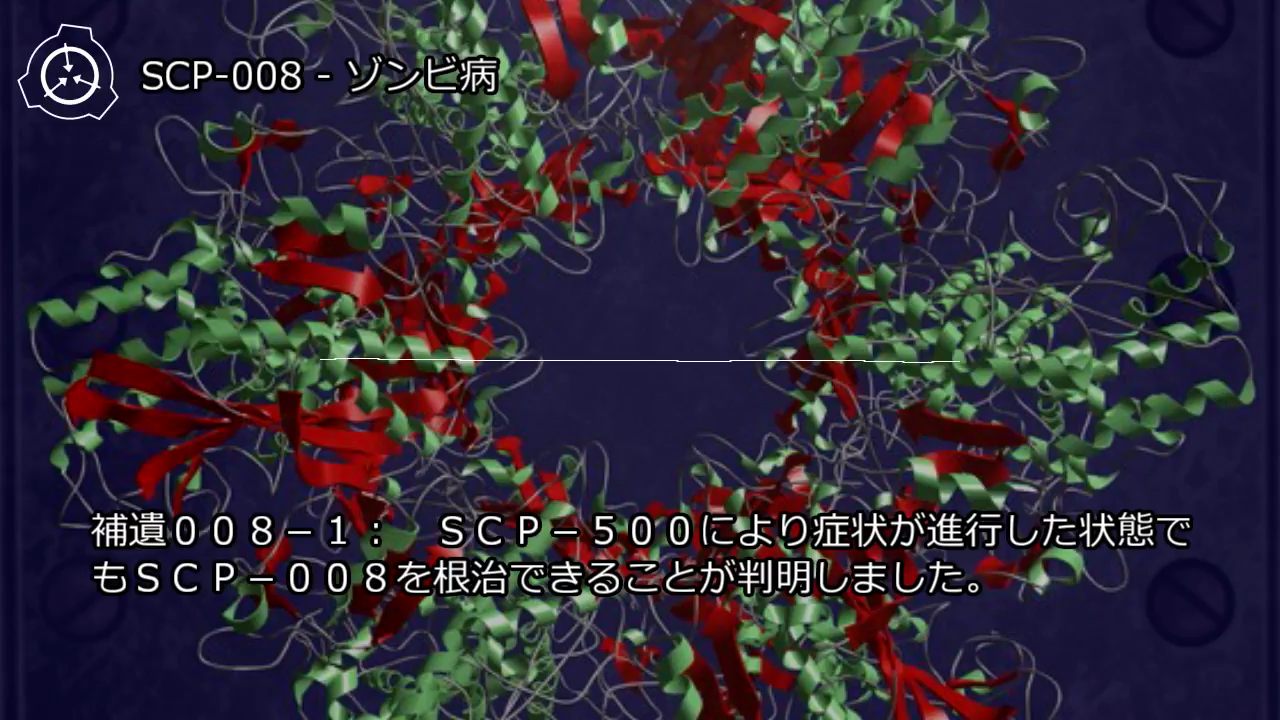 SCP-008 - ゾンビ病
補遺００８－１：　ＳＣＰ－５００により症状が進行した状態で
もＳＣＰ－００８を根治できることが判明しました。